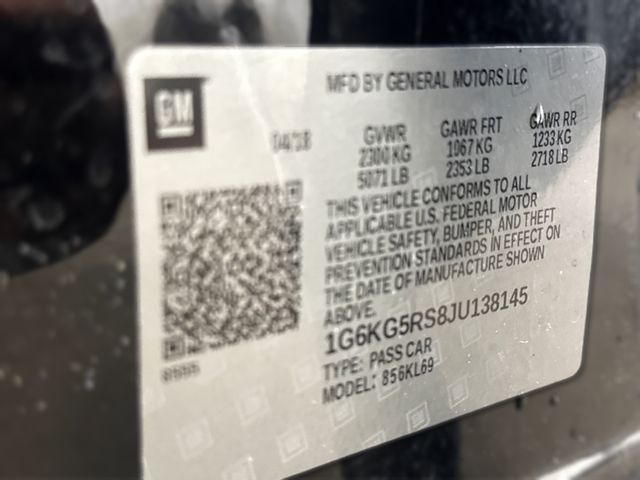 MFD BY GENERAL MOTORS LLC
GM
04/18
GVWR GAWR FRT GAWR RR
2300 KG 1067 KG 1233 KG
5071 LB 2353 LB 2718 LB
THIS VEHICLE CONFORMS TO ALL
APPLICABLE U.S. FEDERAL MOTOR
VEHICLE SAFETY, BUMPER, AND THEFT
PREVENTION STANDARDS IN EFFECT ON
THE DATE OF MANUFACTURE SHOWN
ABOVE.
1G6KG5RS8JU138145
TYPE: PASS CAR
MODEL: 856KL69